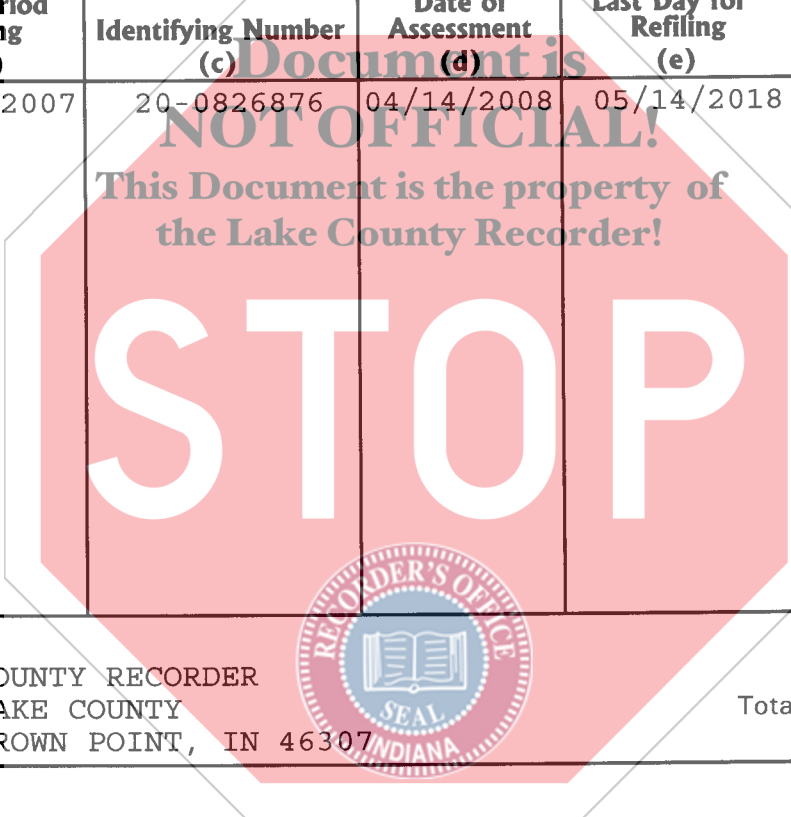 Identifying Number
Date of
Assessment
Last Day for
Refiling
(c)
(d)
(e)
Document is
2007 20-0826876 04/14/2008 05/14/2018
NOT OFFICIAL!
This Document is the property of
the Lake County Recorder!
STOP
RECORDER'S OFFICE
SEAL
INDIANA
OUNTY RECORDER
AKE COUNTY
ROWN POINT, IN 46307
Tota